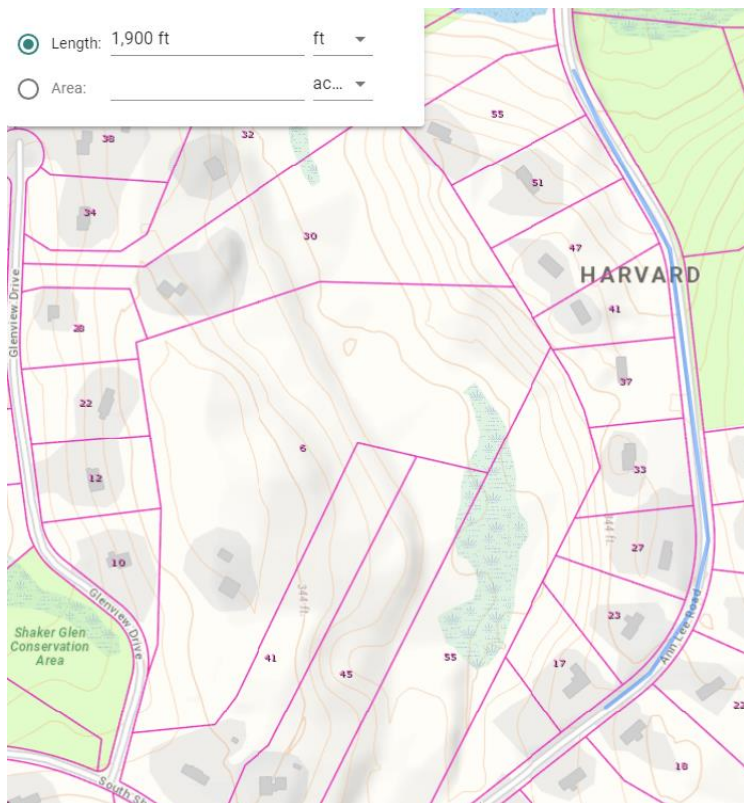 Length: 1,900 ft ft
Area: ac...
55
38
32
51
34
30
47
HARVARD
41
Glenview Drive
28
37
22
6
33
12
344 ft.
27
10
Glenview Drive
344 ft.
23
Shaker Glen
Conservation
Area
Ann Lee Road
41
45
55
17
22
18
South Sh